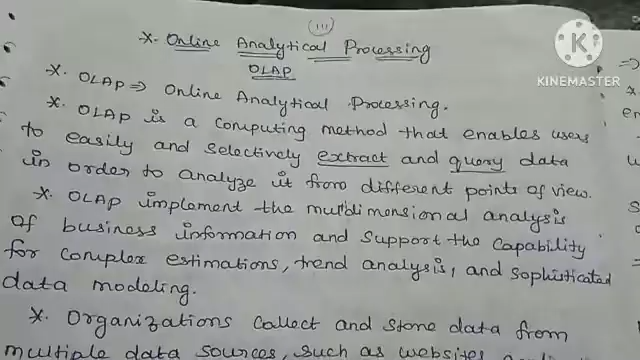 (11)
* Online Analytical Processing
OLAP
* OLAP => Online Analytical Processing.
* OLAP is a computing method that enables users
to easily and selectively extract and query data
in order to analyze it from different points of view.
* OLAP implement the multidimensional analysis
of business information and support the capability
for complex estimations, trend analysis, and sophisticated
data modeling.
* Organizations collect and store data from
multiple data sources, such as websites
K
KINEMASTER